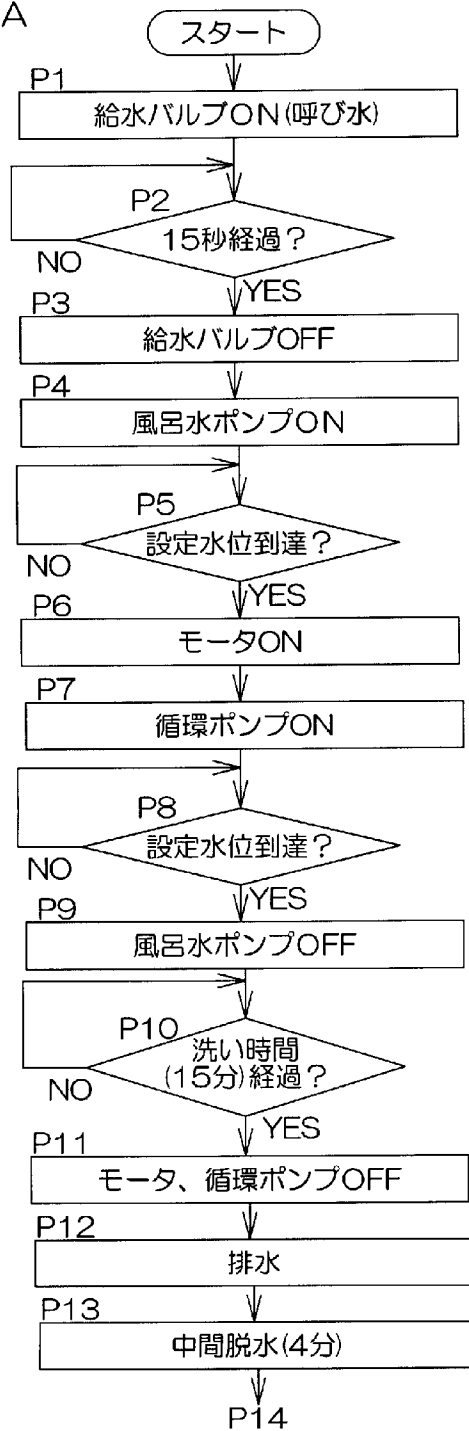 A
スタート
P1
給水バルブON(呼び水)
P2
15秒経過？
NO
YES
P3
給水バルブOFF
P4
風呂水ポンプON
P5
設定水位到達？
NO
YES
P6
モータON
P7
循環ポンプON
P8
設定水位到達？
NO
YES
P9
風呂水ポンプOFF
P10
洗い時間
(15分)経過？
NO
YES
P11
モータ、循環ポンプOFF
P12
排水
P13
中間脱水(4分)
P14